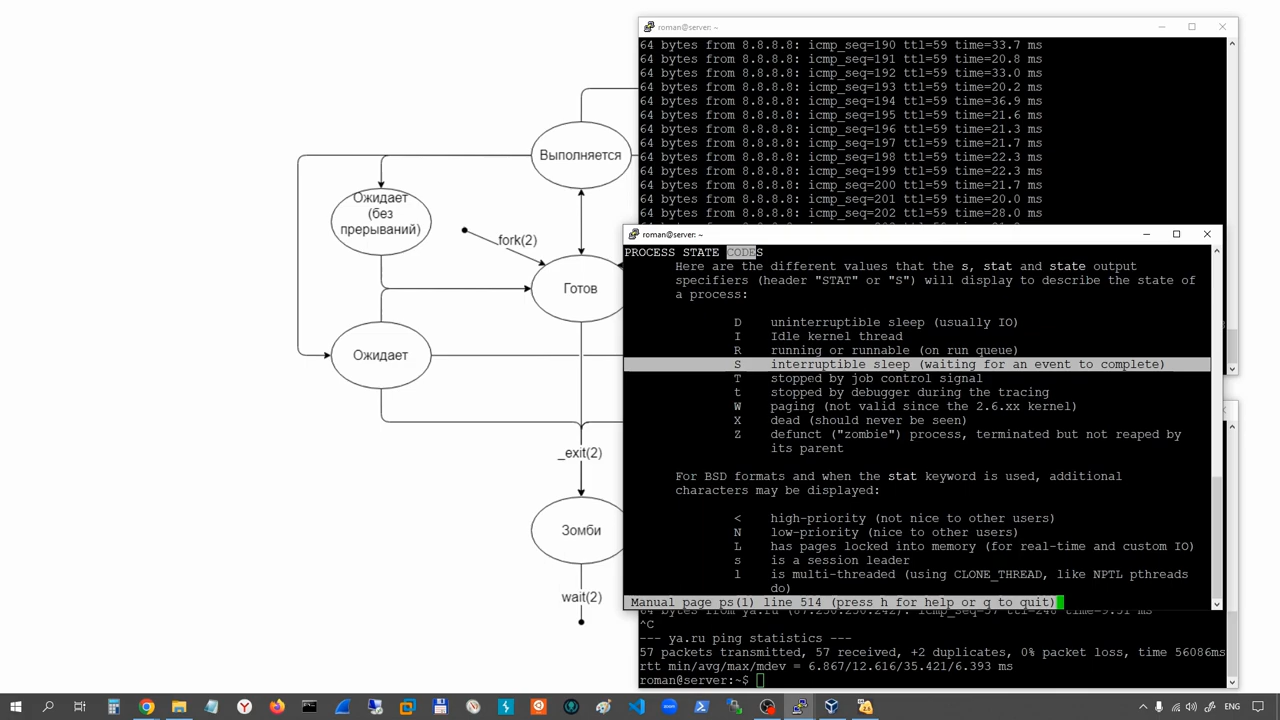 Выполняется
Ожидает
(без
прерываний)
fork(2)
Готов
Ожидает
_exit(2)
Зомби
wait(2)
roman@server: ~
64 bytes from 8.8.8.8: icmp_seq=190 ttl=59 time=33.7 ms
64 bytes from 8.8.8.8: icmp_seq=191 ttl=59 time=20.8 ms
64 bytes from 8.8.8.8: icmp_seq=192 ttl=59 time=33.0 ms
64 bytes from 8.8.8.8: icmp_seq=193 ttl=59 time=20.2 ms
64 bytes from 8.8.8.8: icmp_seq=194 ttl=59 time=36.9 ms
64 bytes from 8.8.8.8: icmp_seq=195 ttl=59 time=21.6 ms
64 bytes from 8.8.8.8: icmp_seq=196 ttl=59 time=21.3 ms
64 bytes from 8.8.8.8: icmp_seq=197 ttl=59 time=21.7 ms
64 bytes from 8.8.8.8: icmp_seq=198 ttl=59 time=22.3 ms
64 bytes from 8.8.8.8: icmp_seq=199 ttl=59 time=22.3 ms
64 bytes from 8.8.8.8: icmp_seq=200 ttl=59 time=21.7 ms
64 bytes from 8.8.8.8: icmp_seq=201 ttl=59 time=20.0 ms
64 bytes from 8.8.8.8: icmp_seq=202 ttl=59 time=28.0 ms
roman@server: ~
PROCESS STATE CODES
Here are the different values that the s, stat and state output
specifiers (header "STAT" or "S") will display to describe the state of
a process:
D uninterruptible sleep (usually IO)
I Idle kernel thread
R running or runnable (on run queue)
S interruptible sleep (waiting for an event to complete)
T stopped by job control signal
t stopped by debugger during the tracing
W paging (not valid since the 2.6.xx kernel)
X dead (should never be seen)
Z defunct ("zombie") process, terminated but not reaped by
its parent
For BSD formats and when the stat keyword is used, additional
characters may be displayed:
< high-priority (not nice to other users)
N low-priority (nice to other users)
L has pages locked into memory (for real-time and custom IO)
s is a session leader
l is multi-threaded (using CLONE_THREAD, like NPTL pthreads
do)
Manual page ps(1) line 514 (press h for help or q to quit)
^C
--- ya.ru ping statistics ---
57 packets transmitted, 57 received, +2 duplicates, 0% packet loss, time 56086ms
rtt min/avg/max/mdev = 6.867/12.616/35.421/6.393 ms
roman@server:~$